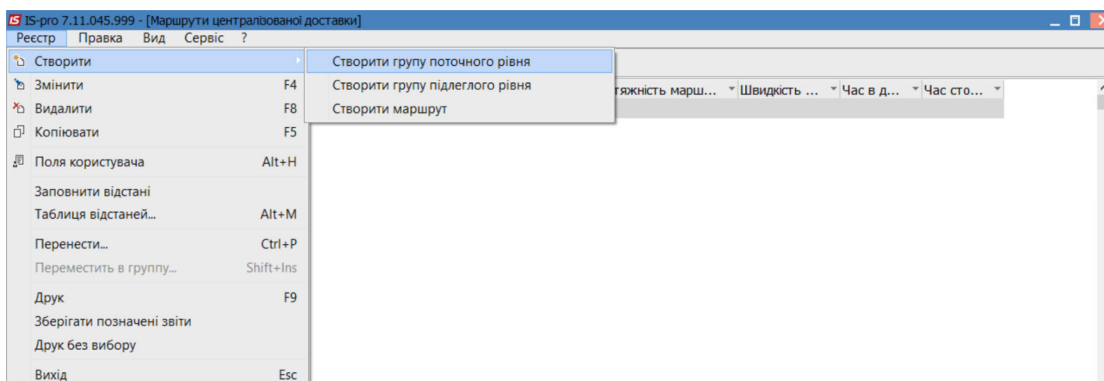 IS-pro 7.11.045.999 - [Маршрути централізованої доставки]
Реєстр Правка Вид Сервіс ?
Створити
Створити групу поточного рівня
Змінити F4
Створити групу підлеглого рівня
тяжність марш... Швидкість ... Час в д... Час сто...
Видалити F8
Створити маршрут
Копіювати F5
Поля користувача Alt+H
Заповнити відстані
Таблиця відстаней... Alt+M
Перенести... Ctrl+P
Переместить в группу... Shift+Ins
Друк F9
Зберігати позначені звіти
Друк без вибору
Вихід Esc